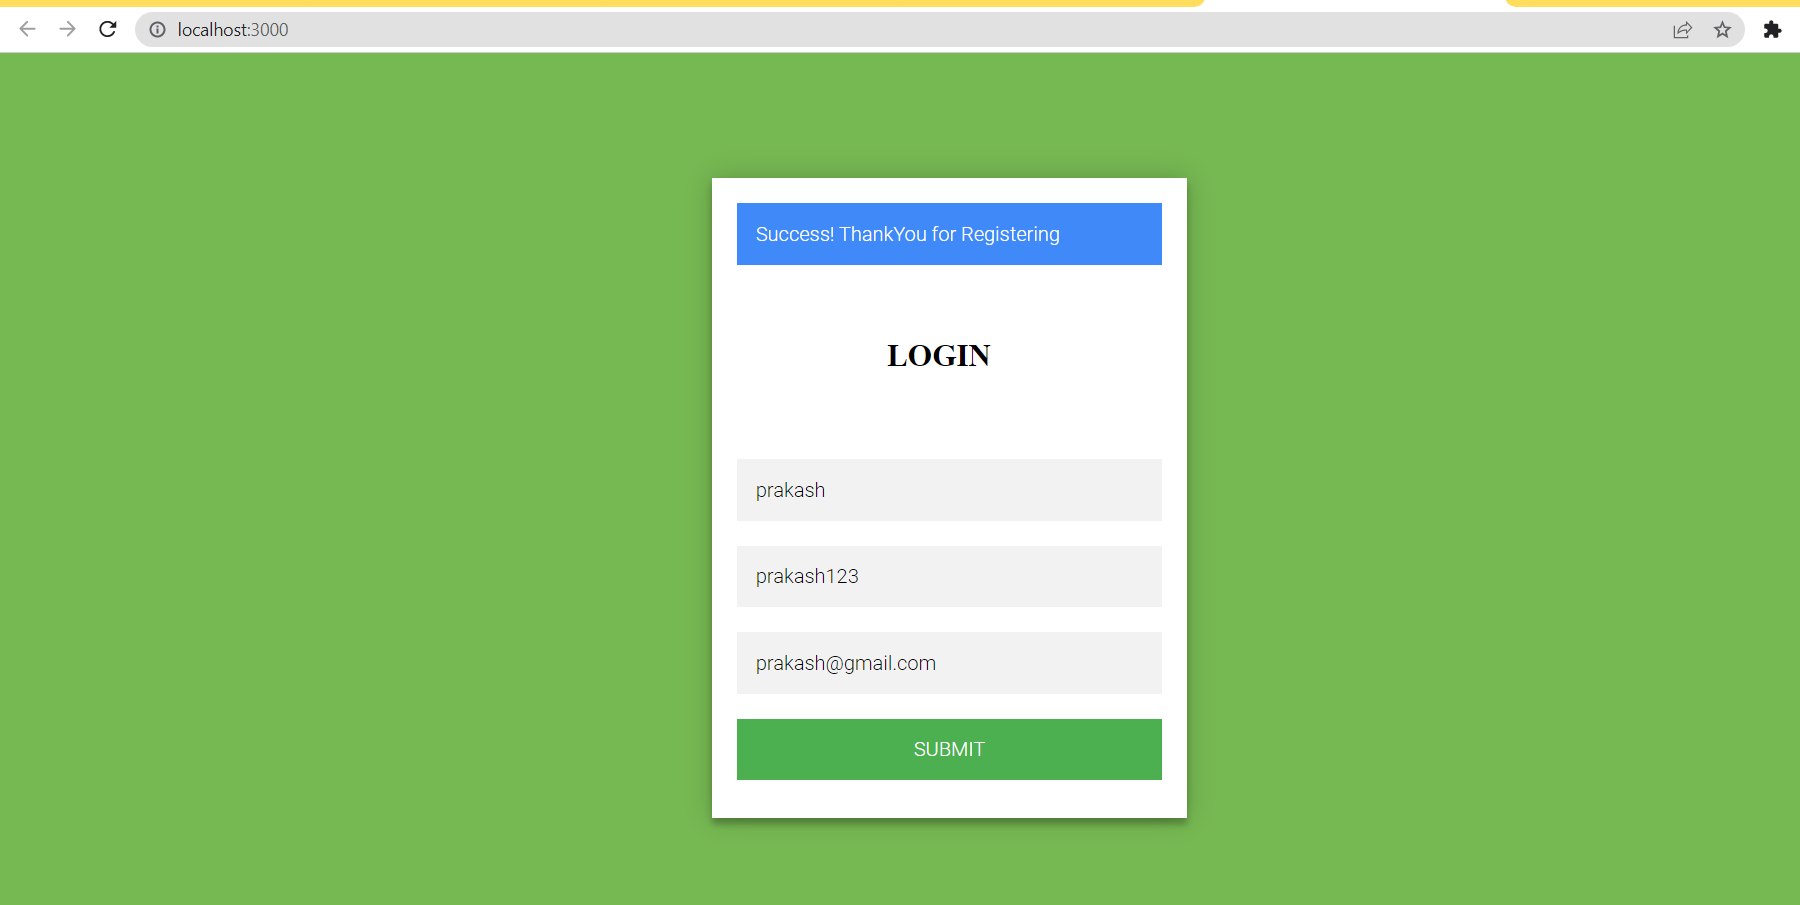 localhost:3000
Success! ThankYou for Registering
LOGIN
prakash
prakash123
prakash@gmail.com
SUBMIT